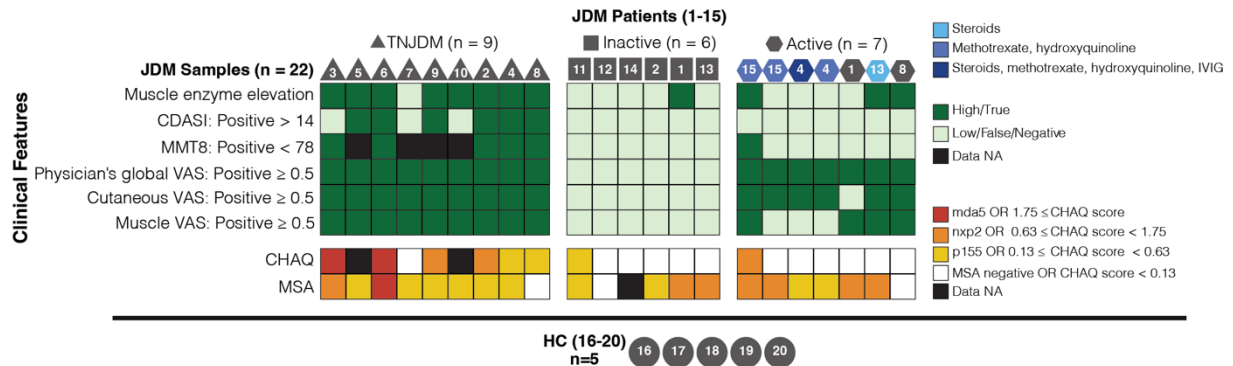 JDM Patients (1-15)
TNJDM (n = 9)
Inactive (n = 6)
Active (n = 7)
JDM Samples (n = 22)
3 5 6 7 9 10 2 4 8
11 12 14 2 1 13
15 15 4 4 1 13 8
Clinical Features
Muscle enzyme elevation
CDASI: Positive > 14
MMT8: Positive < 78
Physician's global VAS: Positive ≥ 0.5
Cutaneous VAS: Positive ≥ 0.5
Muscle VAS: Positive ≥ 0.5
CHAQ
MSA
Steroids
Methotrexate, hydroxyquinoline
Steroids, methotrexate, hydroxyquinoline, IVIG
High/True
Low/False/Negative
Data NA
mda5 OR 1.75 ≤ CHAQ score
nxp2 OR 0.63 ≤ CHAQ score < 1.75
p155 OR 0.13 ≤ CHAQ score < 0.63
MSA negative OR CHAQ score < 0.13
Data NA
HC (16-20)
n=5
16 17 18 19 20